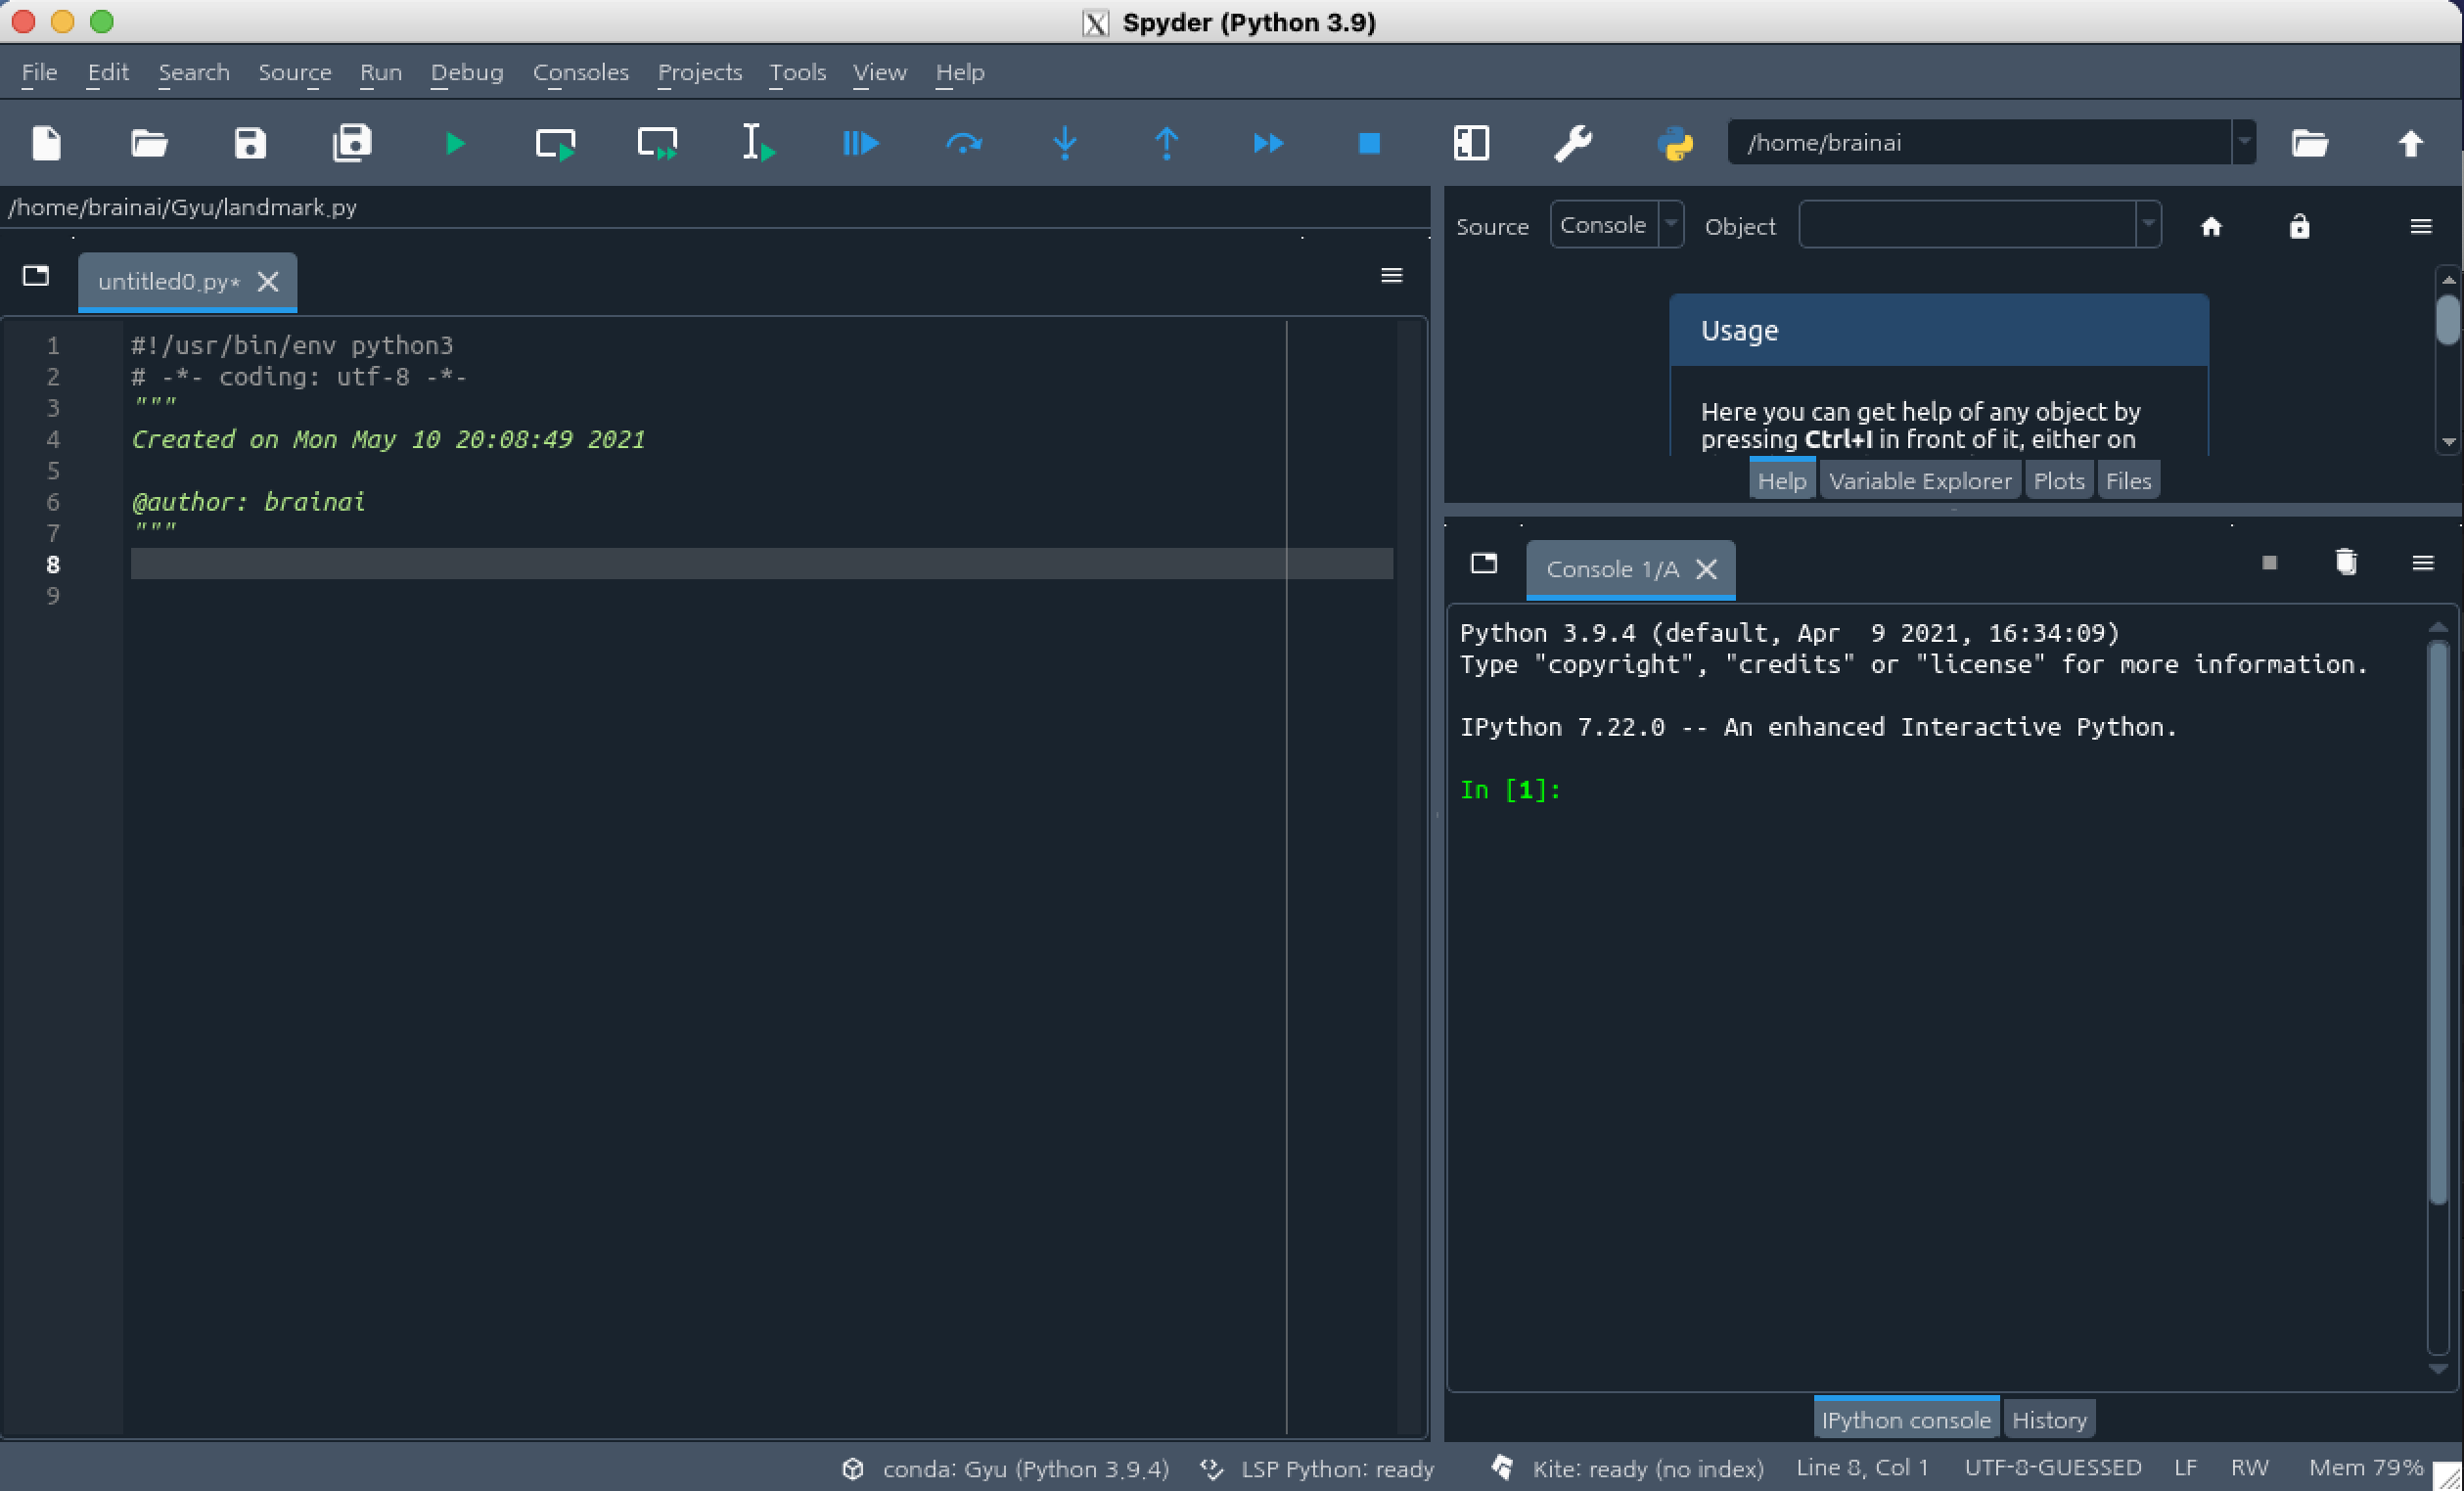 Spyder (Python 3.9)
File Edit Search Source Run Debug Consoles Projects Tools View Help
/home/brainai
/home/brainai/Gyu/landmark.py
untitled0.py*
1 #!/usr/bin/env python3
2 # -*- coding: utf-8 -*-
3 """
4 Created on Mon May 10 20:08:49 2021
5
6 @author: brainai
7 """
8
9
Source Console Object
Usage
Here you can get help of any object by
pressing Ctrl+I in front of it, either on
Help Variable Explorer Plots Files
Console 1/A
Python 3.9.4 (default, Apr  9 2021, 16:34:09)
Type "copyright", "credits" or "license" for more information.
IPython 7.22.0 -- An enhanced Interactive Python.
In [1]:
IPython console History
conda: Gyu (Python 3.9.4) LSP Python: ready Kite: ready (no index) Line 8, Col 1 UTF-8-GUESSED LF RW Mem 79%